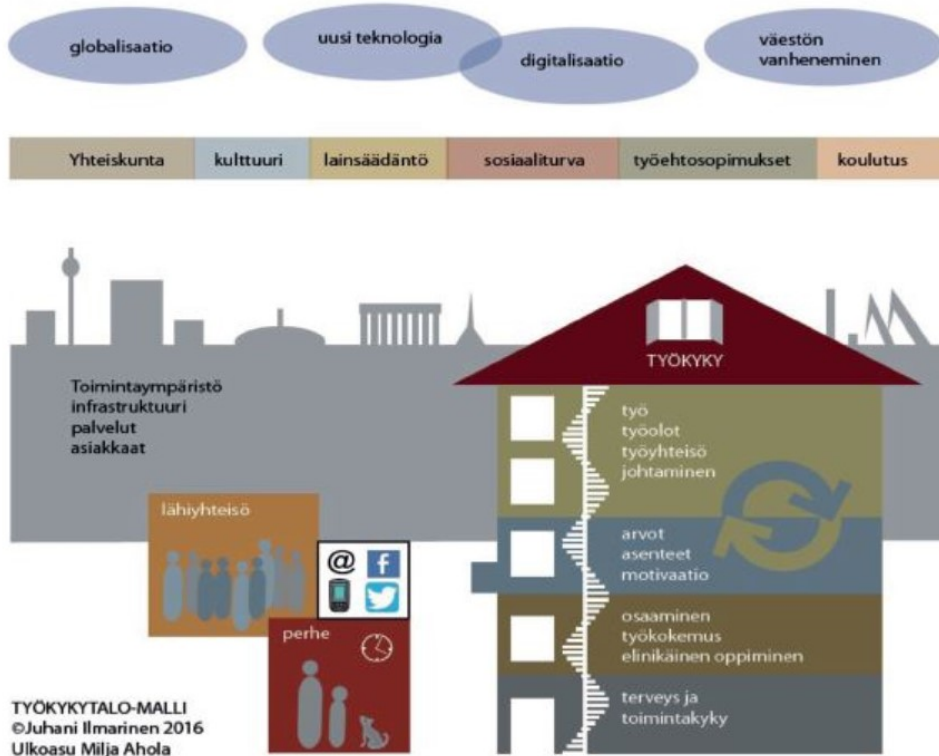 globalisaatio
uusi teknologia
digitalisaatio
väestön
vanheneminen
Yhteiskunta kulttuuri lainsäädäntö sosiaaliturva työehtosopimukset koulutus
TYÖKYKY
Toimintaympäristö
infrastruktuuri
palvelut
asiakkaat
työ
työolot
työyhteisö
johtaminen
lähiyhteisö
arvot
asenteet
motivaatio
@ f
perhe
osaaminen
työkokemus
elinikäinen oppiminen
terveys ja
toimintakyky
TYÖKYKYTALO-MALLI
©Juhani Ilmarinen 2016
Ulkoasu Milja Ahola